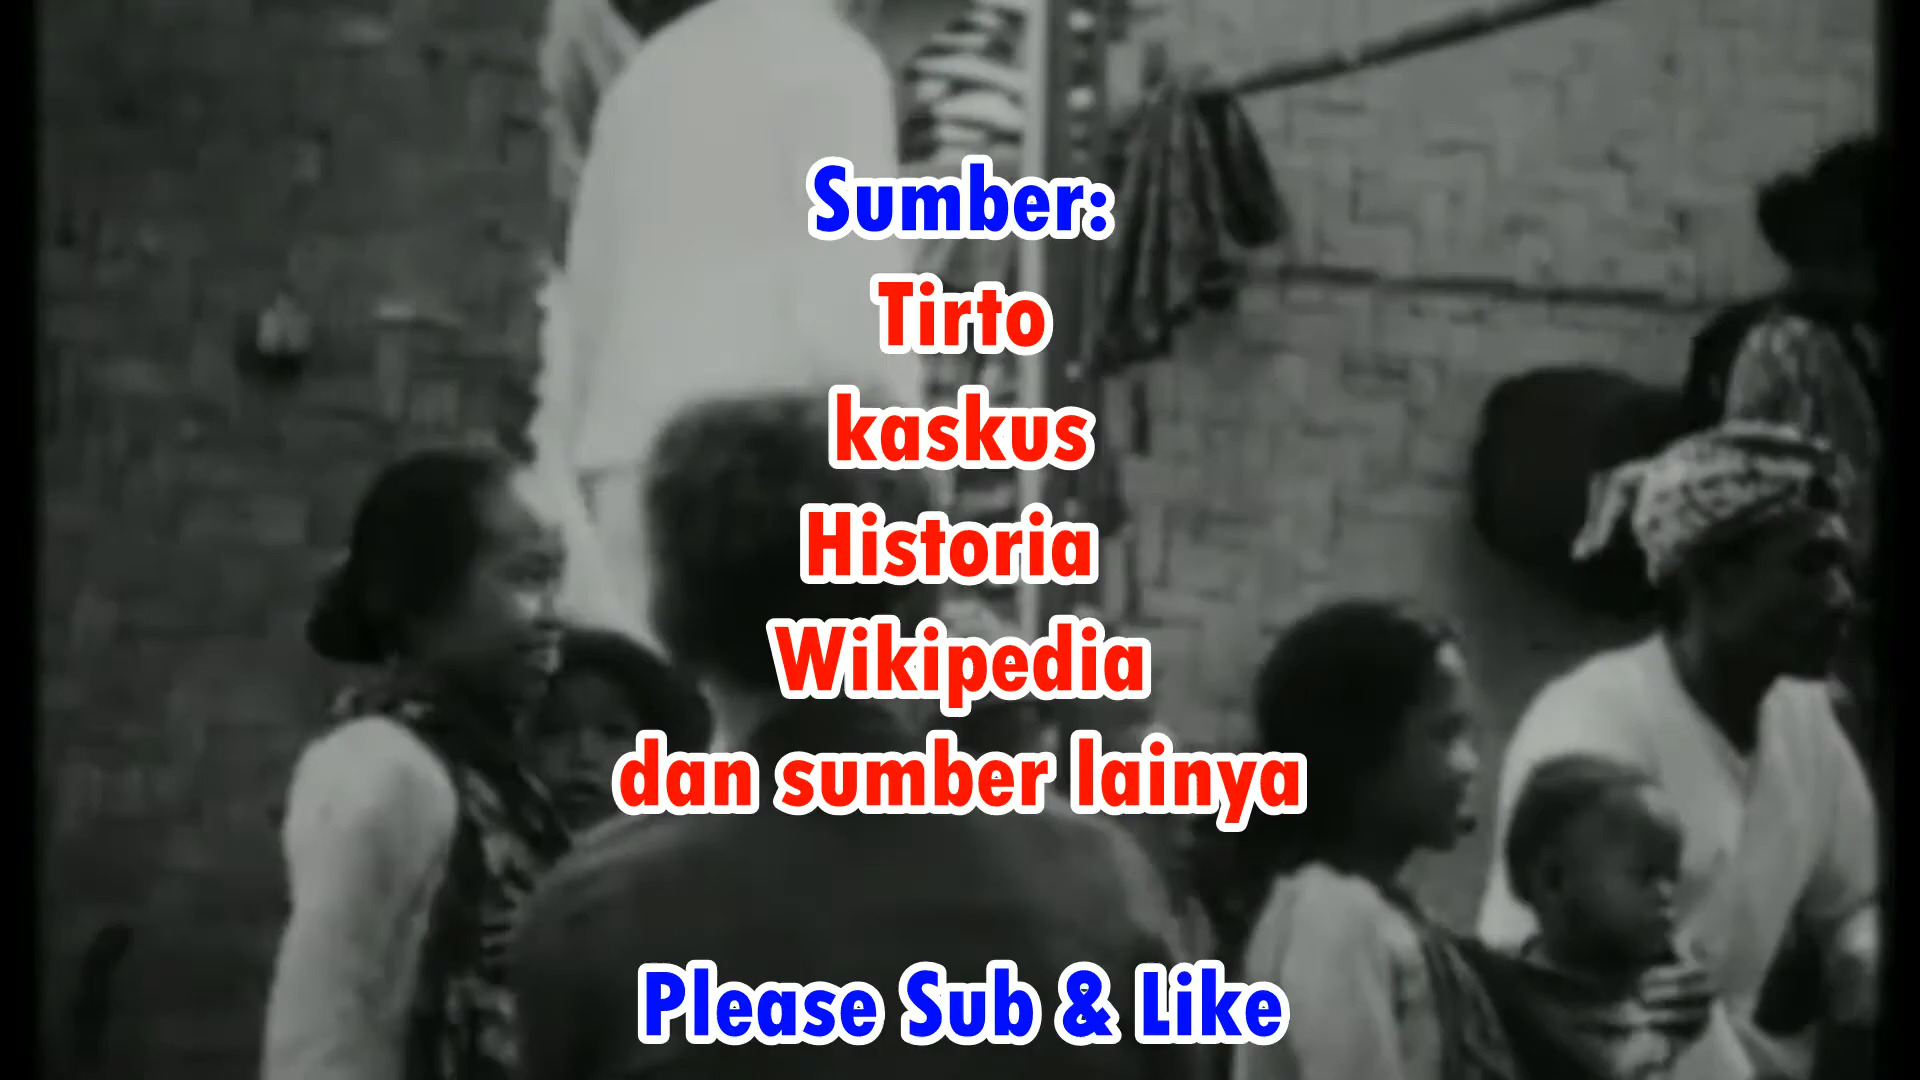 Sumber:
Tirto
kaskus
Historia
Wikipedia
dan sumber lainya
Please Sub & Like